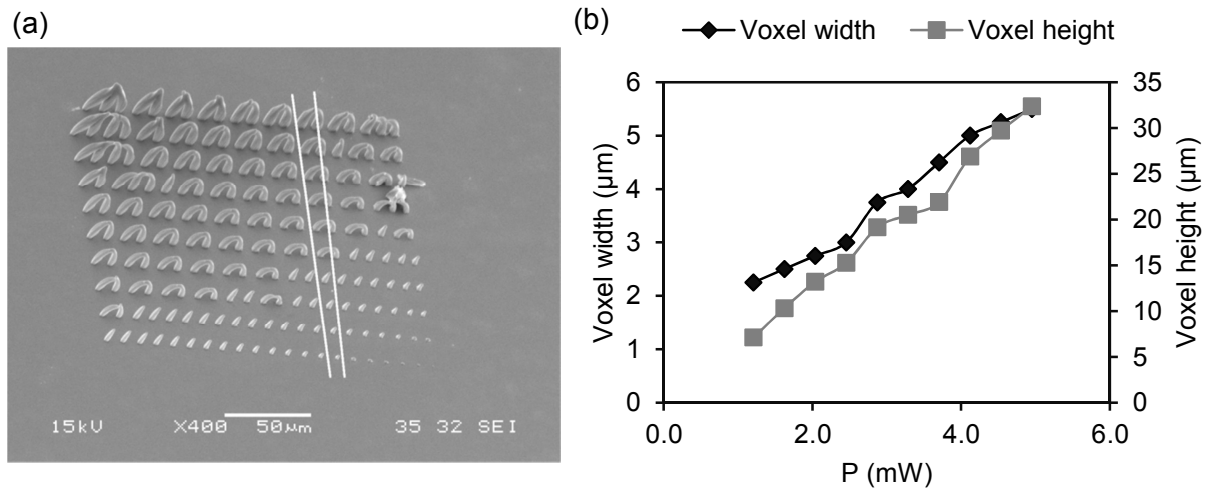 (a)
15kV X400 50µm 35 32 SEI
(b)
Voxel width Voxel height
Voxel width (µm)
6
5
4
3
2
1
0
35
30
25
20
15
10
5
0
Voxel height (µm)
0.0 2.0 4.0 6.0
P (mW)